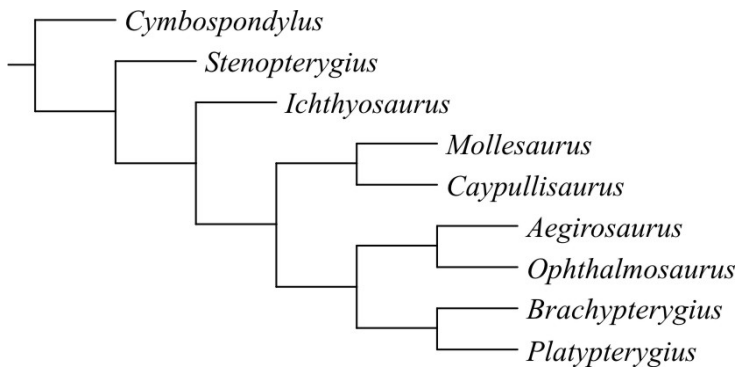 Cymbospondylus
Stenopterygius
Ichthyosaurus
Mollesaurus
Caypullisaurus
Aegirosaurus
Ophthalmosaurus
Brachypterygius
Platypterygius